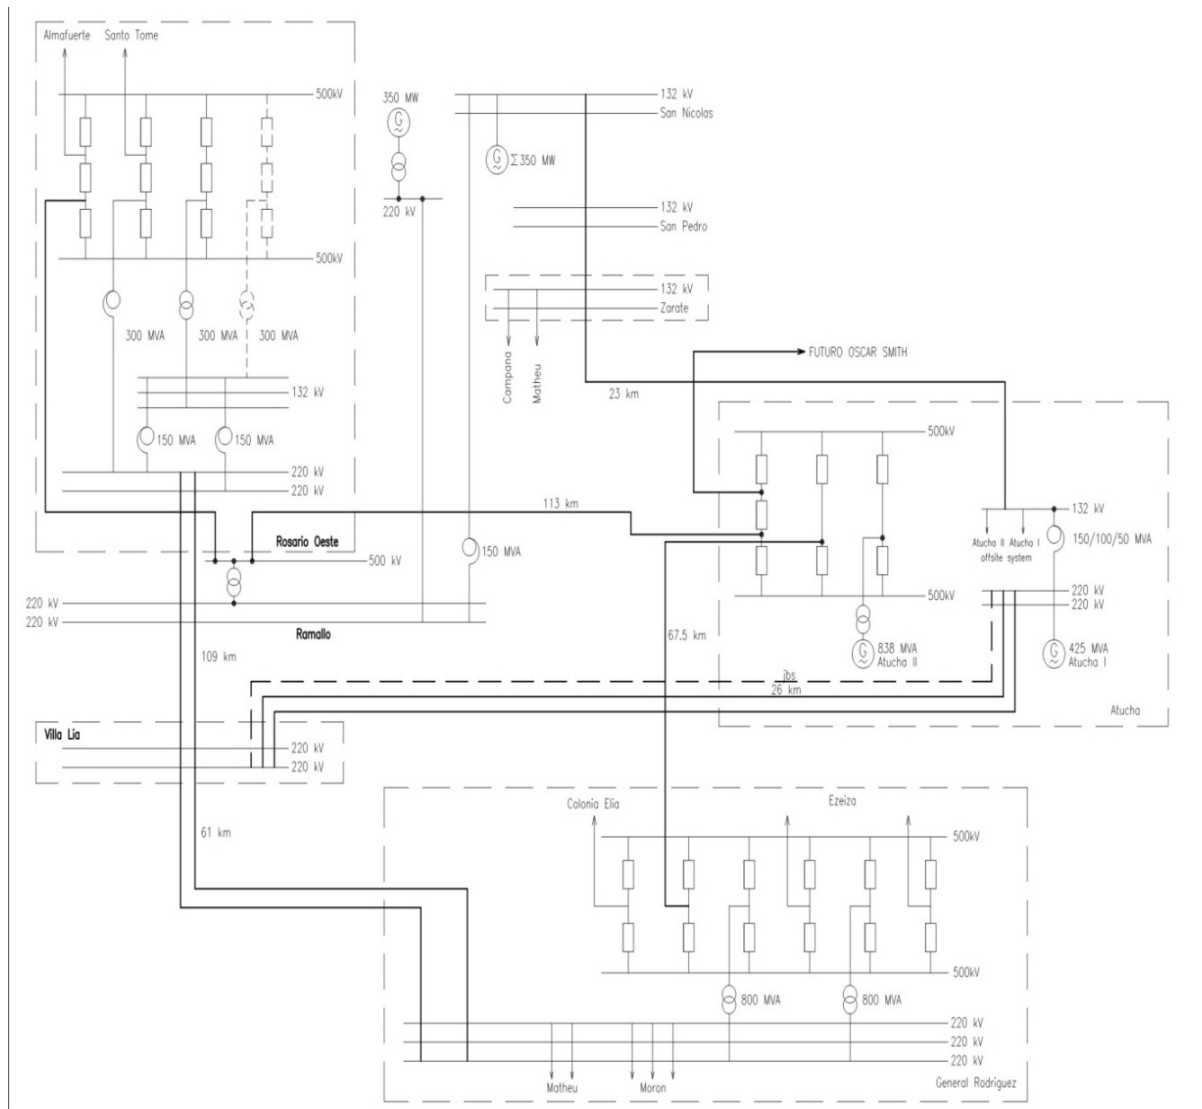 Almafuerte Santo Tome
500kV
500kV
300 MVA 300 MVA 300 MVA
132 kV
150 MVA 150 MVA
220 kV
220 kV
Rosario Oeste
350 MW
G
220 kV
132 kV
San Nicolas
G
Σ350 MW
132 kV
San Pedro
132 kV
Zarate
Campana
Matheu
FUTURO OSCAR SMITH
23 km
113 km
500 kV
150 MVA
220 kV
220 kV
Ramallo
109 km
67.5 km
500kV
500kV
132 kV
Atucha II Atucha I
offsite system
150/100/50 MVA
220 kV
220 kV
G
838 MVA
Atucha II
G
425 MVA
Atucha I
jbs
26 km
Atucha
Villa Lia
220 kV
220 kV
61 km
Colonia Elia
Ezeiza
500kV
500kV
800 MVA
800 MVA
220 kV
220 kV
220 kV
Matheu
Moron
General Rodriguez